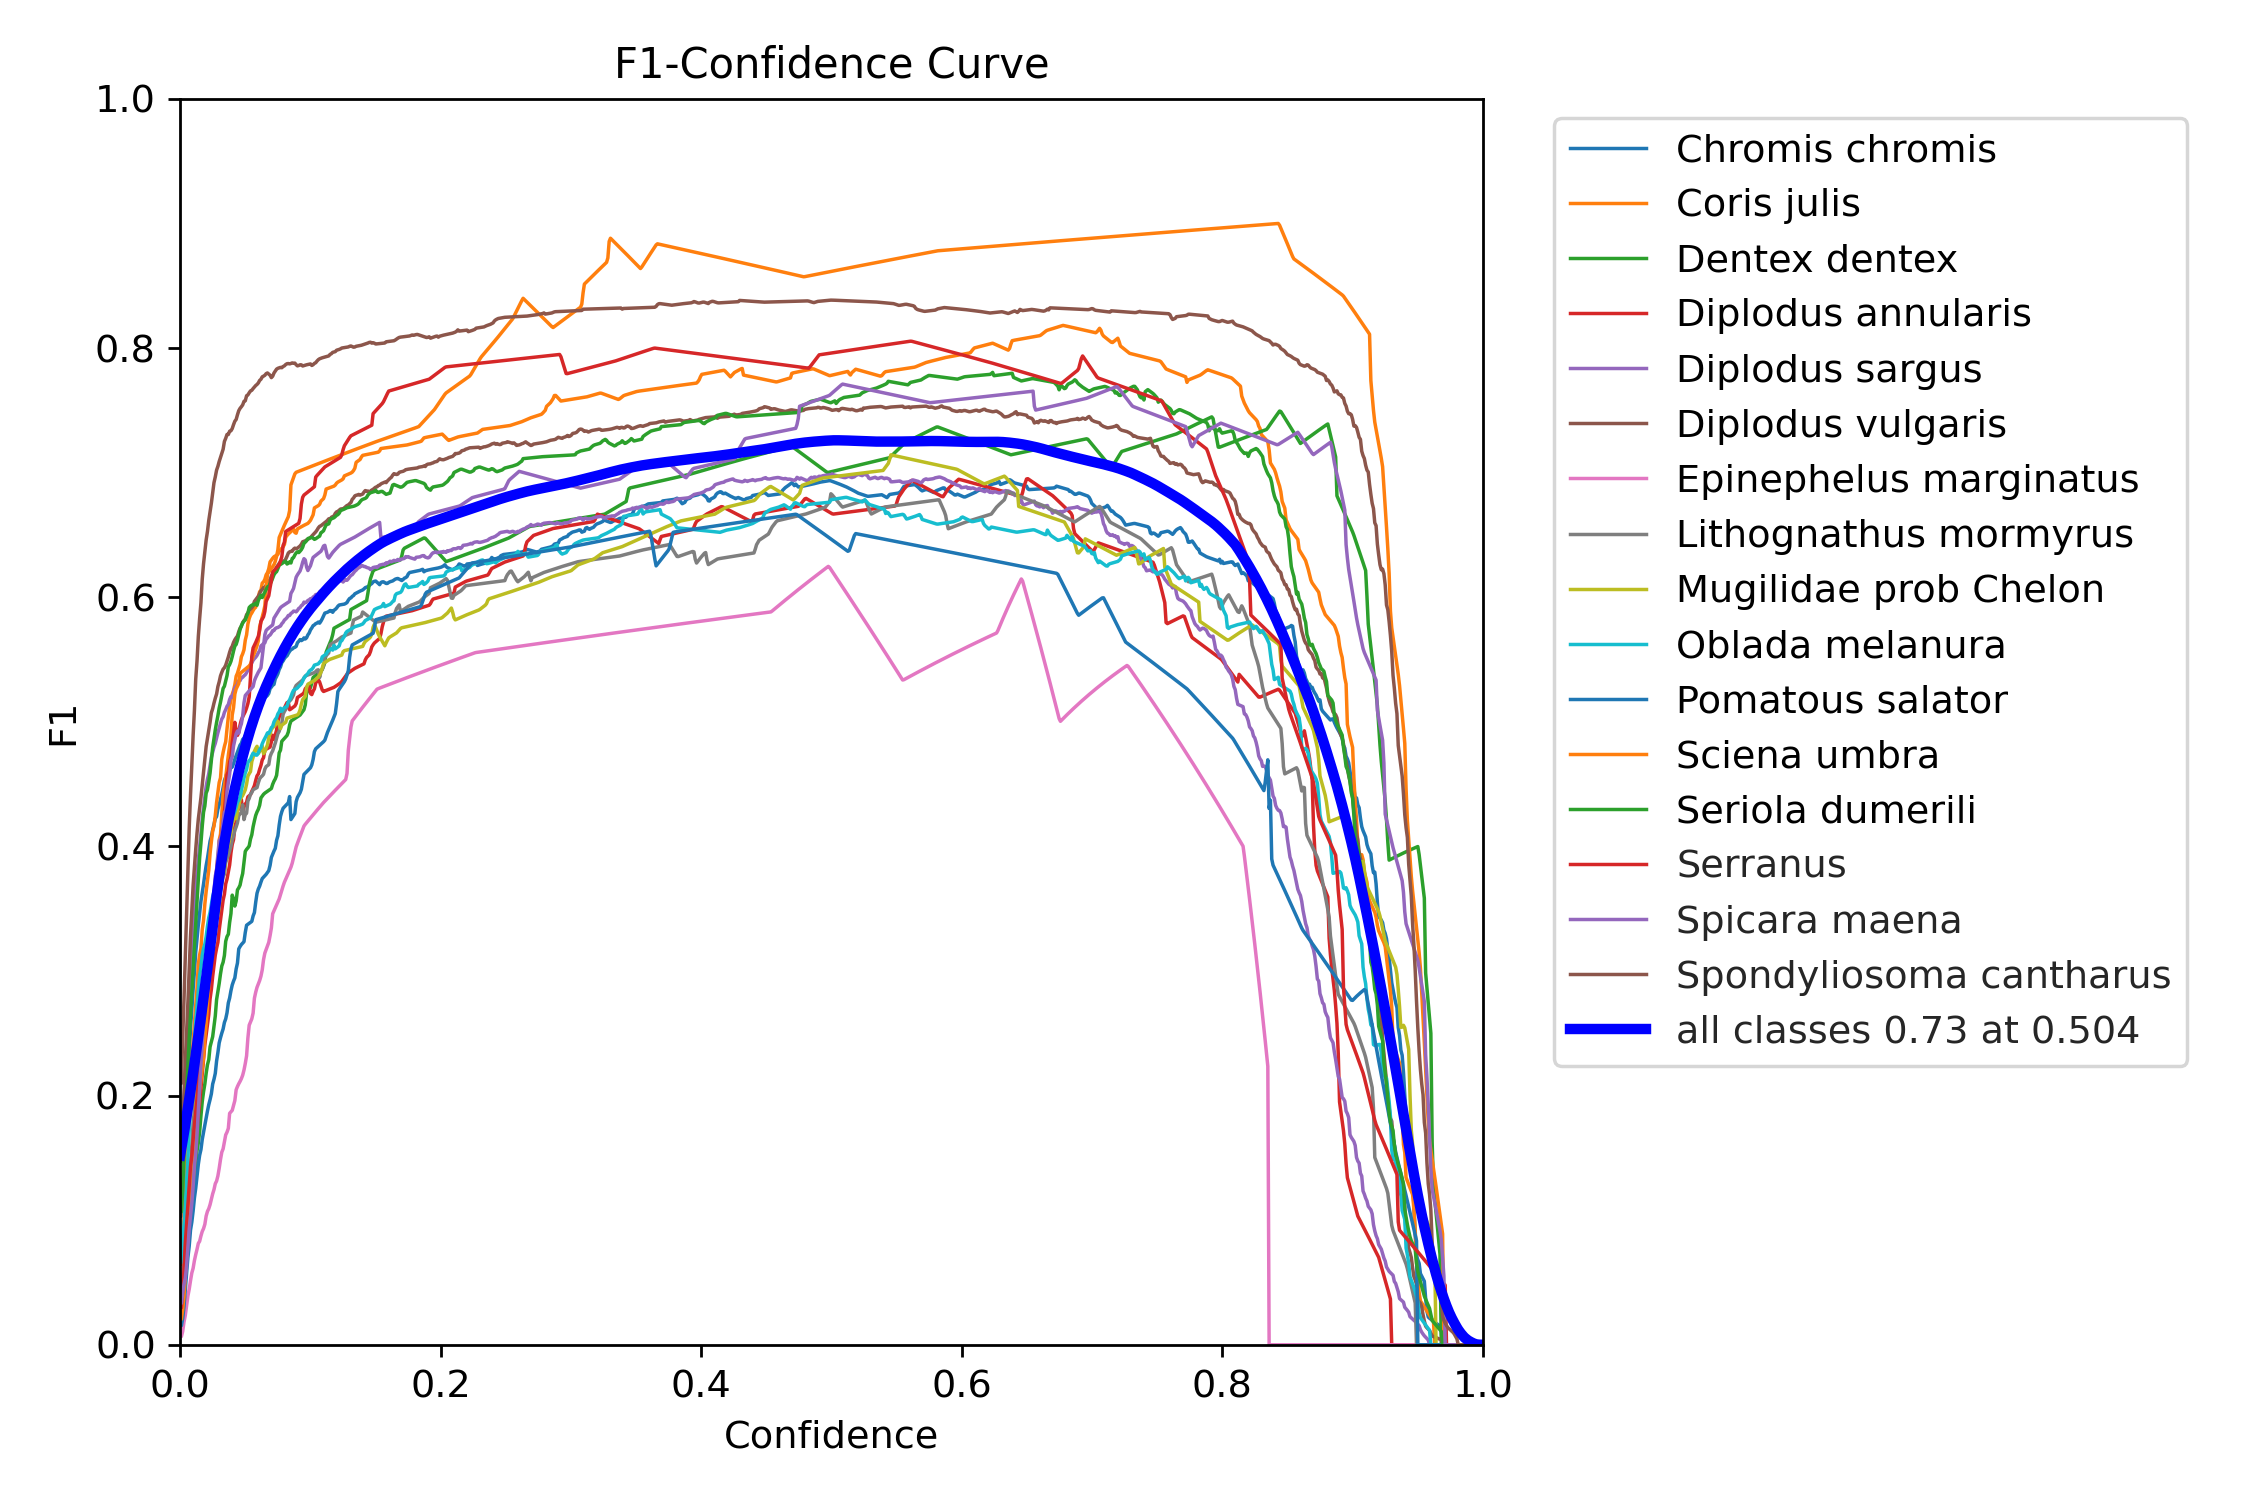 F1-Confidence Curve
1.0
0.8
0.6
0.4
0.2
0.0
F1
0.0 0.2 0.4 0.6 0.8 1.0
Confidence
Chromis chromis
Coris julis
Dentex dentex
Diplodus annularis
Diplodus sargus
Diplodus vulgaris
Epinephelus marginatus
Lithognathus mormyrus
Mugilidae prob Chelon
Oblada melanura
Pomatous salator
Sciena umbra
Seriola dumerili
Serranus
Spicara maena
Spondyliosoma cantharus
all classes 0.73 at 0.504